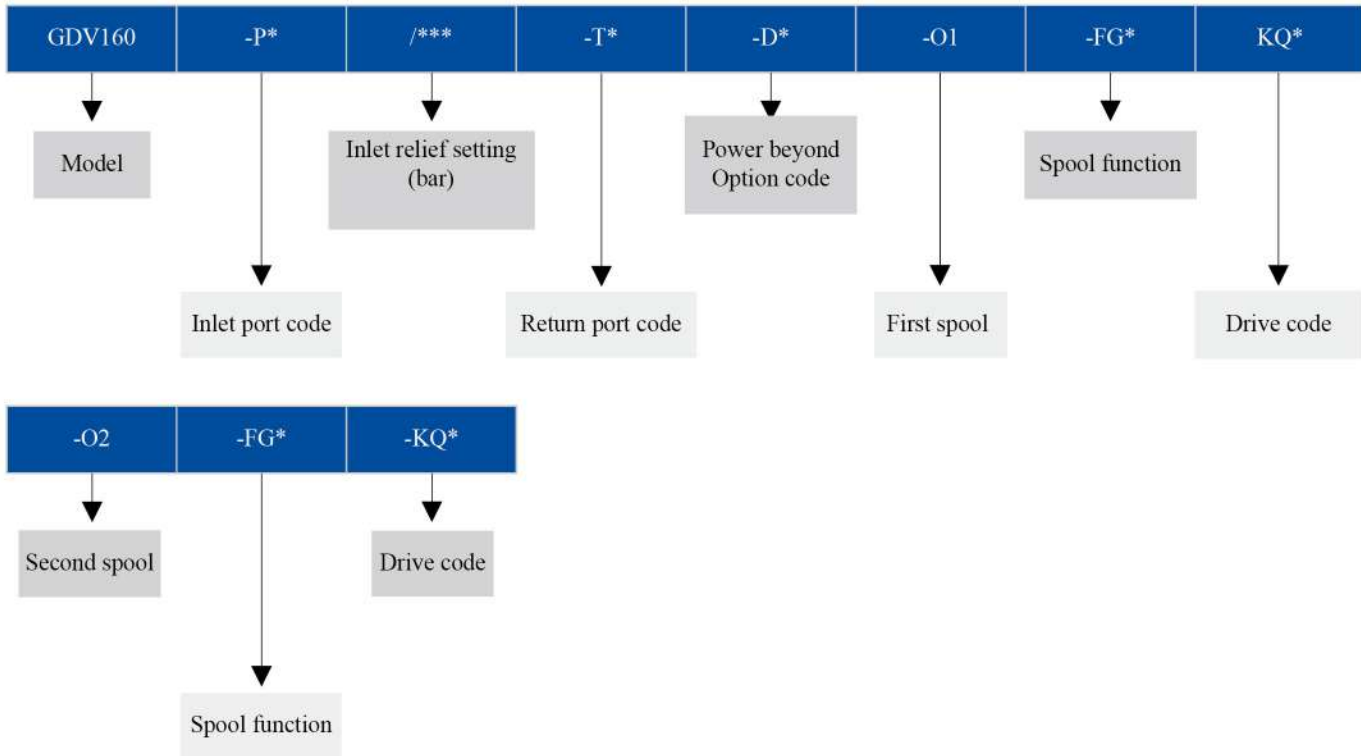 GDV160 -P* /*** -T* -D* -O1 -FG* KQ*
Model
Inlet relief setting
(bar)
Power beyond
Option code
Spool function
Inlet port code
Return port code
First spool
Drive code
-O2 -FG* -KQ*
Second spool
Drive code
Spool function